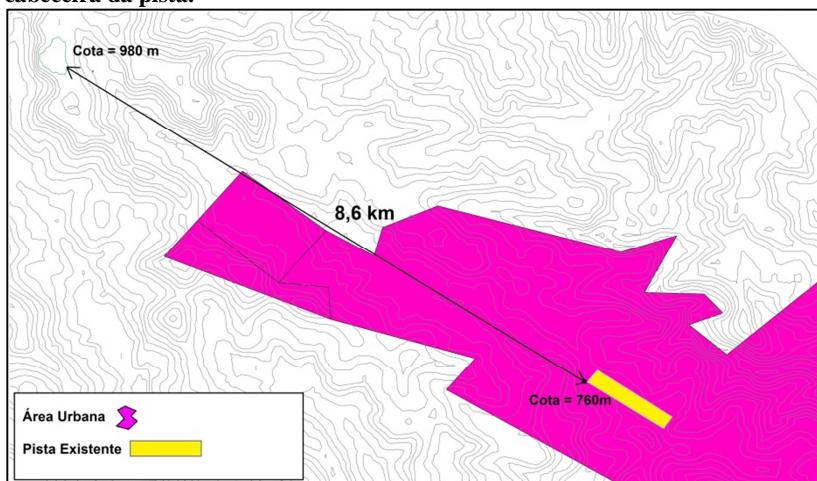 cabeceira da pista.
Cota = 980 m
8,6 km
Cota = 760m
Área Urbana
Pista Existente